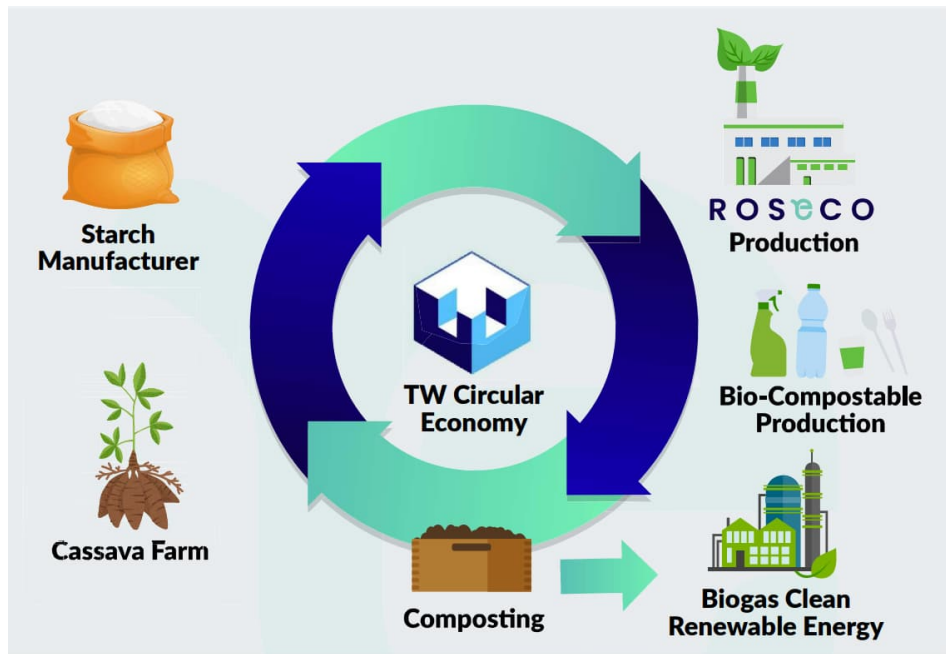 Starch
Manufacturer
ROSeCO
Production
TW Circular
Economy
Bio-Compostable
Production
Cassava Farm
Composting
Biogas Clean
Renewable Energy